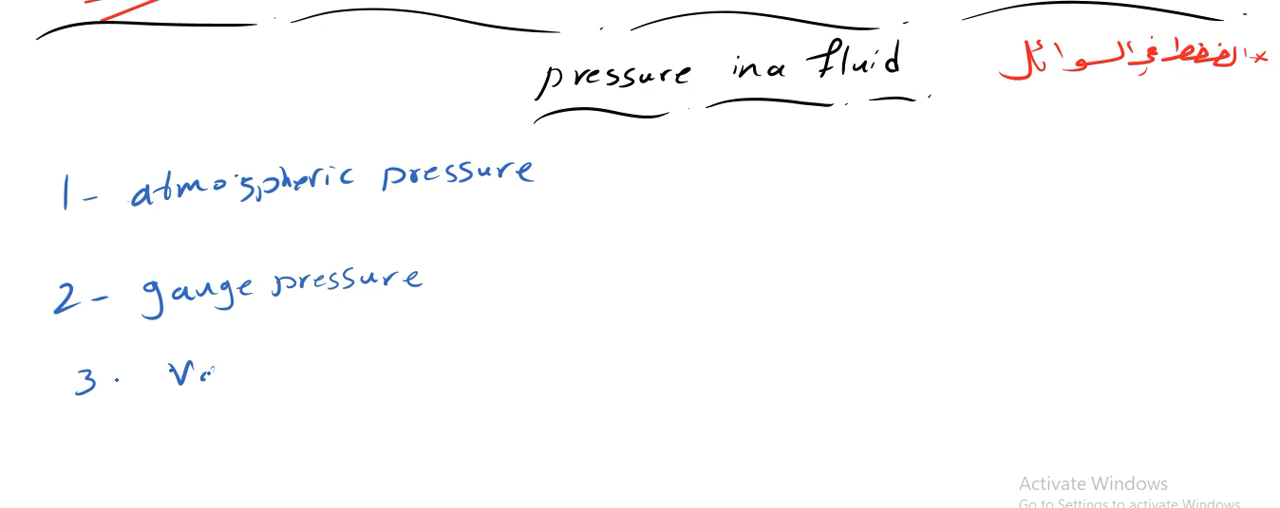 pressure in a fluid
*الضغط في السوائل
1- atmospheric pressure
2- gauge pressure
3.
Activate Windows
Go to Settings to activate Windows